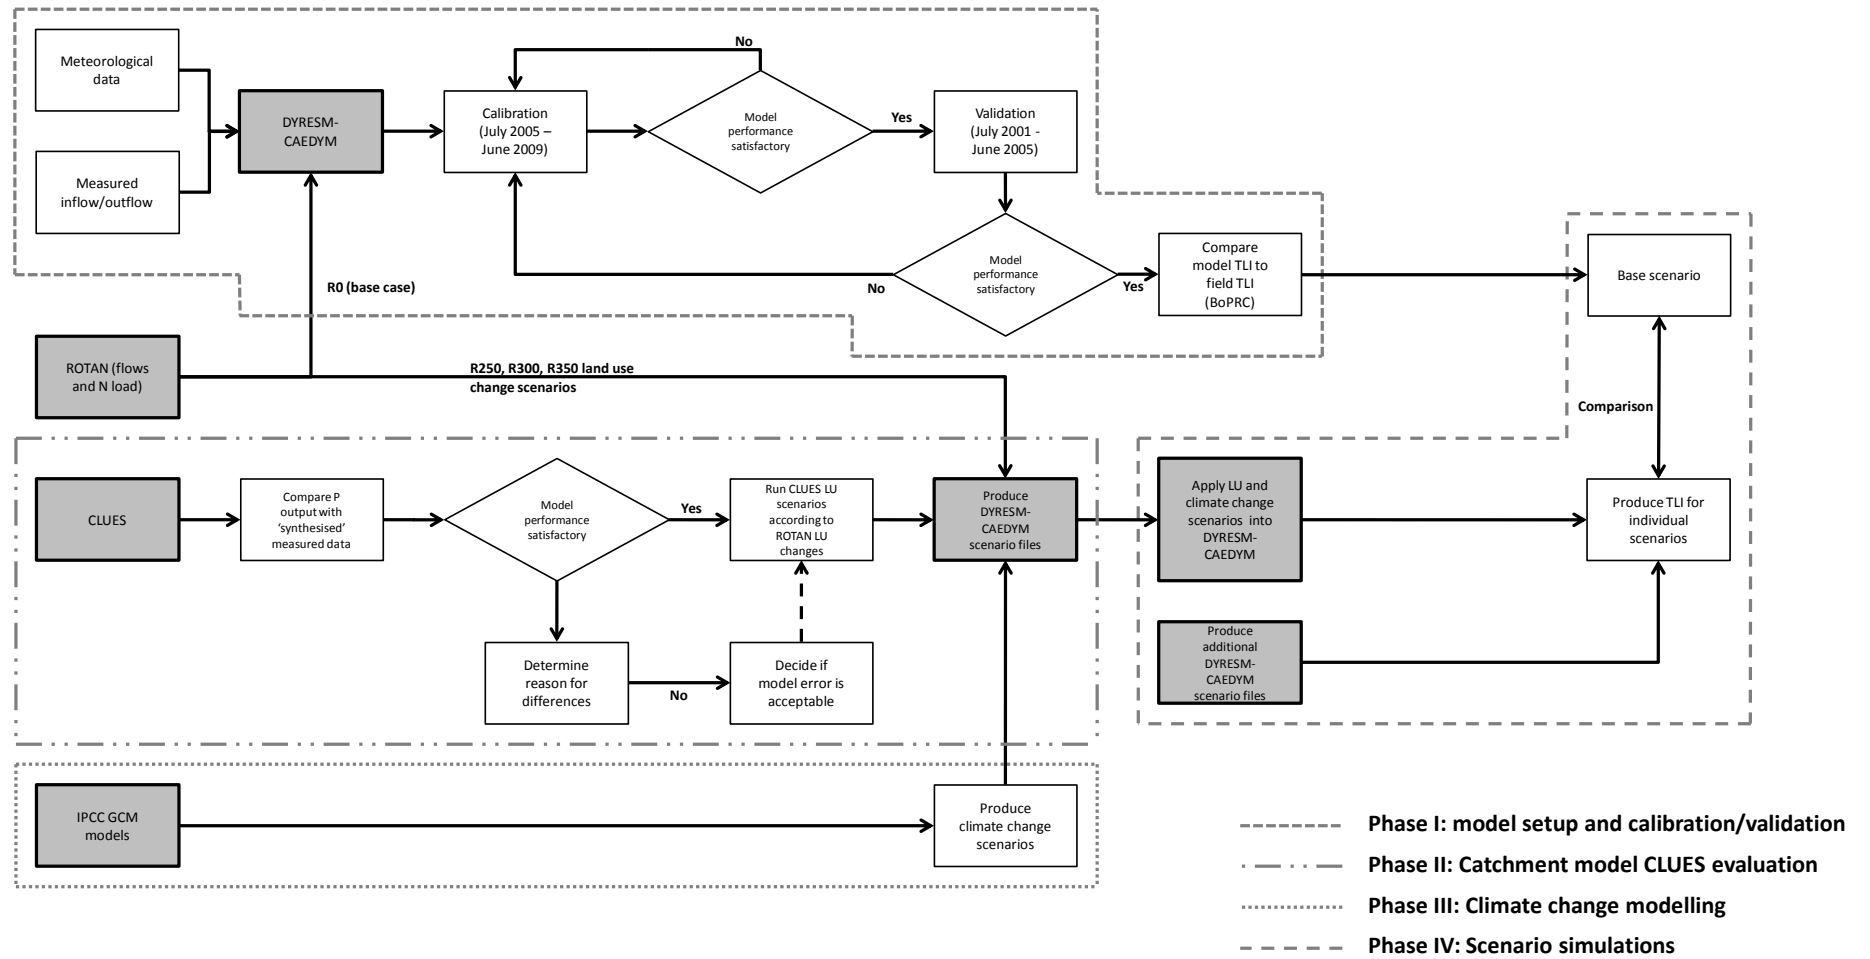 Meteorological
data
Measured
inflow/outflow
DYRESM-
CAEDYM
Calibration
(July 2005 –
June 2009)
No
Model
performance
satisfactory
Yes
Validation
(July 2001 -
June 2005)
Model
performance
satisfactory
No
Yes
Compare
model TLI to
field TLI
(BoPRC)
Base scenario
R0 (base case)
ROTAN (flows
and N load)
R250, R300, R350 land use
change scenarios
Comparison
CLUES
Compare P
output with
‘synthesised’
measured data
Model
performance
satisfactory
Yes
Run CLUES LU
scenarios
according to
ROTAN LU
changes
Produce
DYRESM-
CAEDYM
scenario files
Apply LU and
climate change
scenarios into
DYRESM-
CAEDYM
Produce TLI for
individual
scenarios
Determine
reason for
differences
No
Decide if
model error is
acceptable
Produce
additional
DYRESM-
CAEDYM
scenario files
IPCC GCM
models
Produce
climate change
scenarios
Phase I: model setup and calibration/validation
Phase II: Catchment model CLUES evaluation
Phase III: Climate change modelling
Phase IV: Scenario simulations